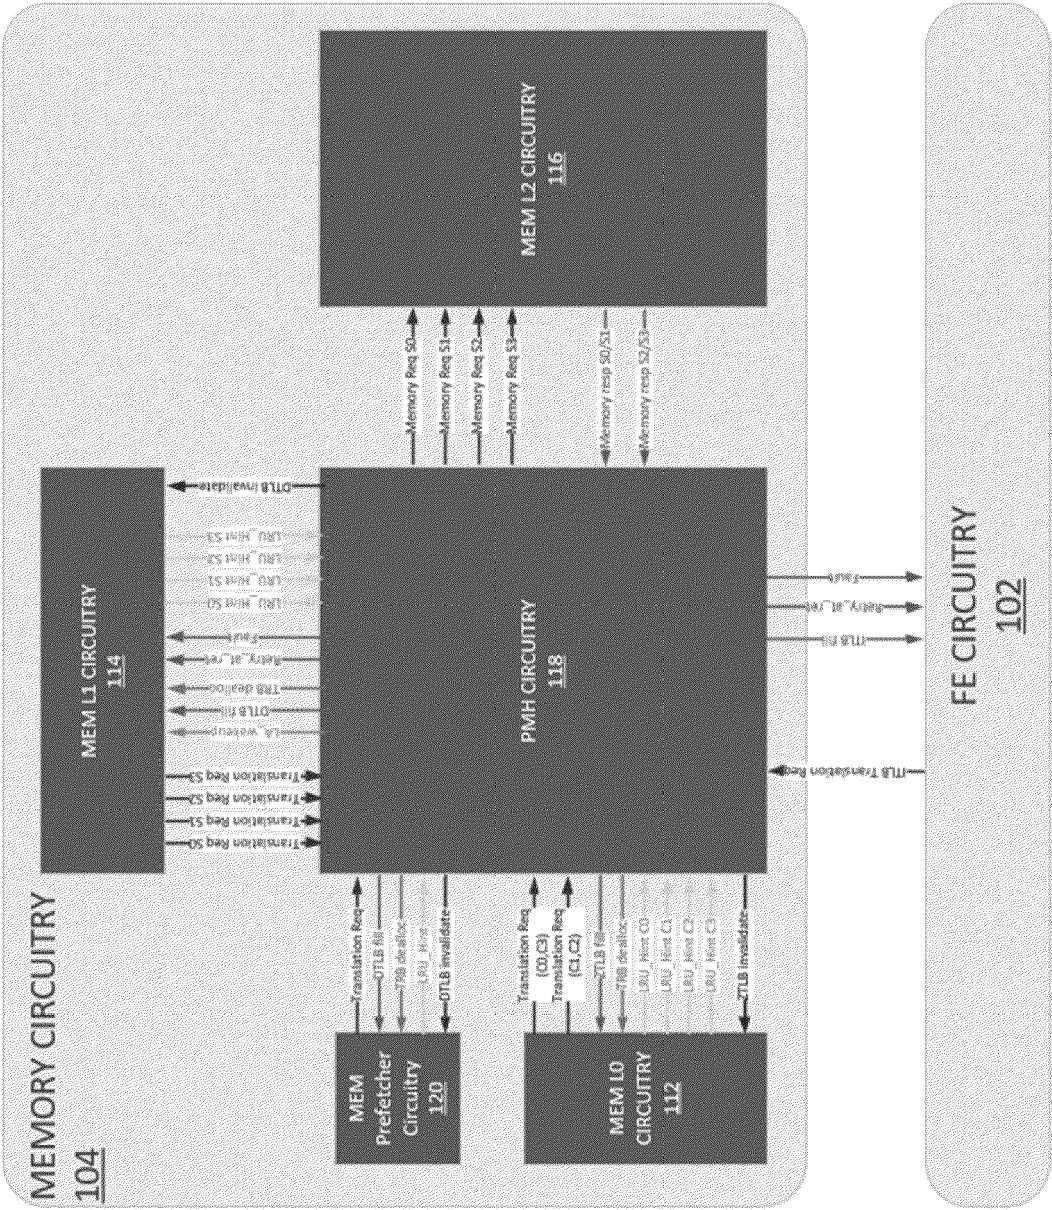 MEMORY CIRCUITRY
104
MEM L1 CIRCUITRY
114
Translation Req S0
Translation Req S1
Translation Req S2
Translation Req S3
LA_wakeup
DTLB fill
TRB dealloc
Retry_at_ret
Fault
LRU_Hint S0
LRU_Hint S1
LRU_Hint S2
LRU_Hint S3
DTLB invalidate
MEM
Prefetcher
Circuitry
120
Translation Req
DTLB fill
TRB dealloc
LRU_Hint
DTLB invalidate
MEM L0
CIRCUITRY
112
Translation Req
(C0,C3)
Translation Req
(C1,C2)
ZTLB fill
TRB dealloc
LRU_Hint C0
LRU_Hint C1
LRU_Hint C2
LRU_Hint C3
ZTLB invalidate
PMH CIRCUITRY
118
Memory Req S0
Memory Req S1
Memory Req S2
Memory Req S3
Memory resp S0/S1
Memory resp S2/S3
MEM L2 CIRCUITRY
116
ITLB Translation Req
ITLB fill
Retry_at_ret
Fault
FE CIRCUITRY
102